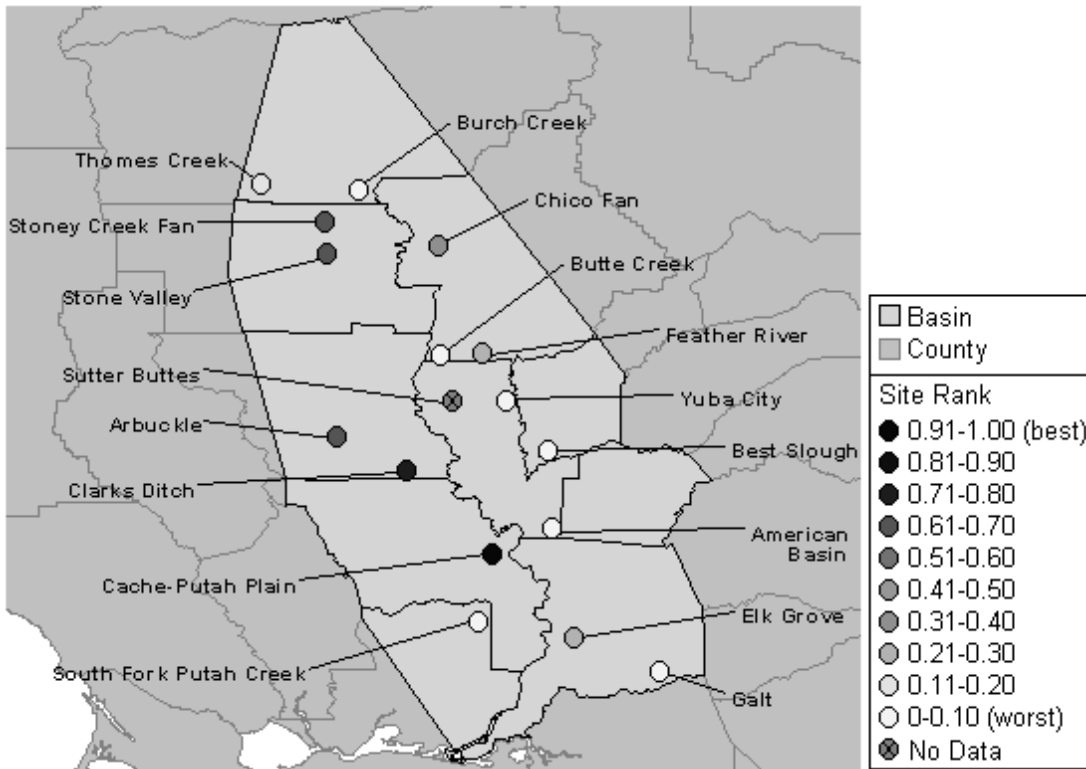 Burch Creek
Thomes Creek
Chico Fan
Stoney Creek Fan
Butte Creek
Stone Valley
Feather River
Sutter Buttes
Yuba City
Arbuckle
Best Slough
Clarks Ditch
American
Basin
Cache-Putah Plain
Elk Grove
South Fork Putah Creek
Galt
Basin
County
Site Rank
0.91-1.00 (best)
0.81-0.90
0.71-0.80
0.61-0.70
0.51-0.60
0.41-0.50
0.31-0.40
0.21-0.30
0.11-0.20
0-0.10 (worst)
No Data